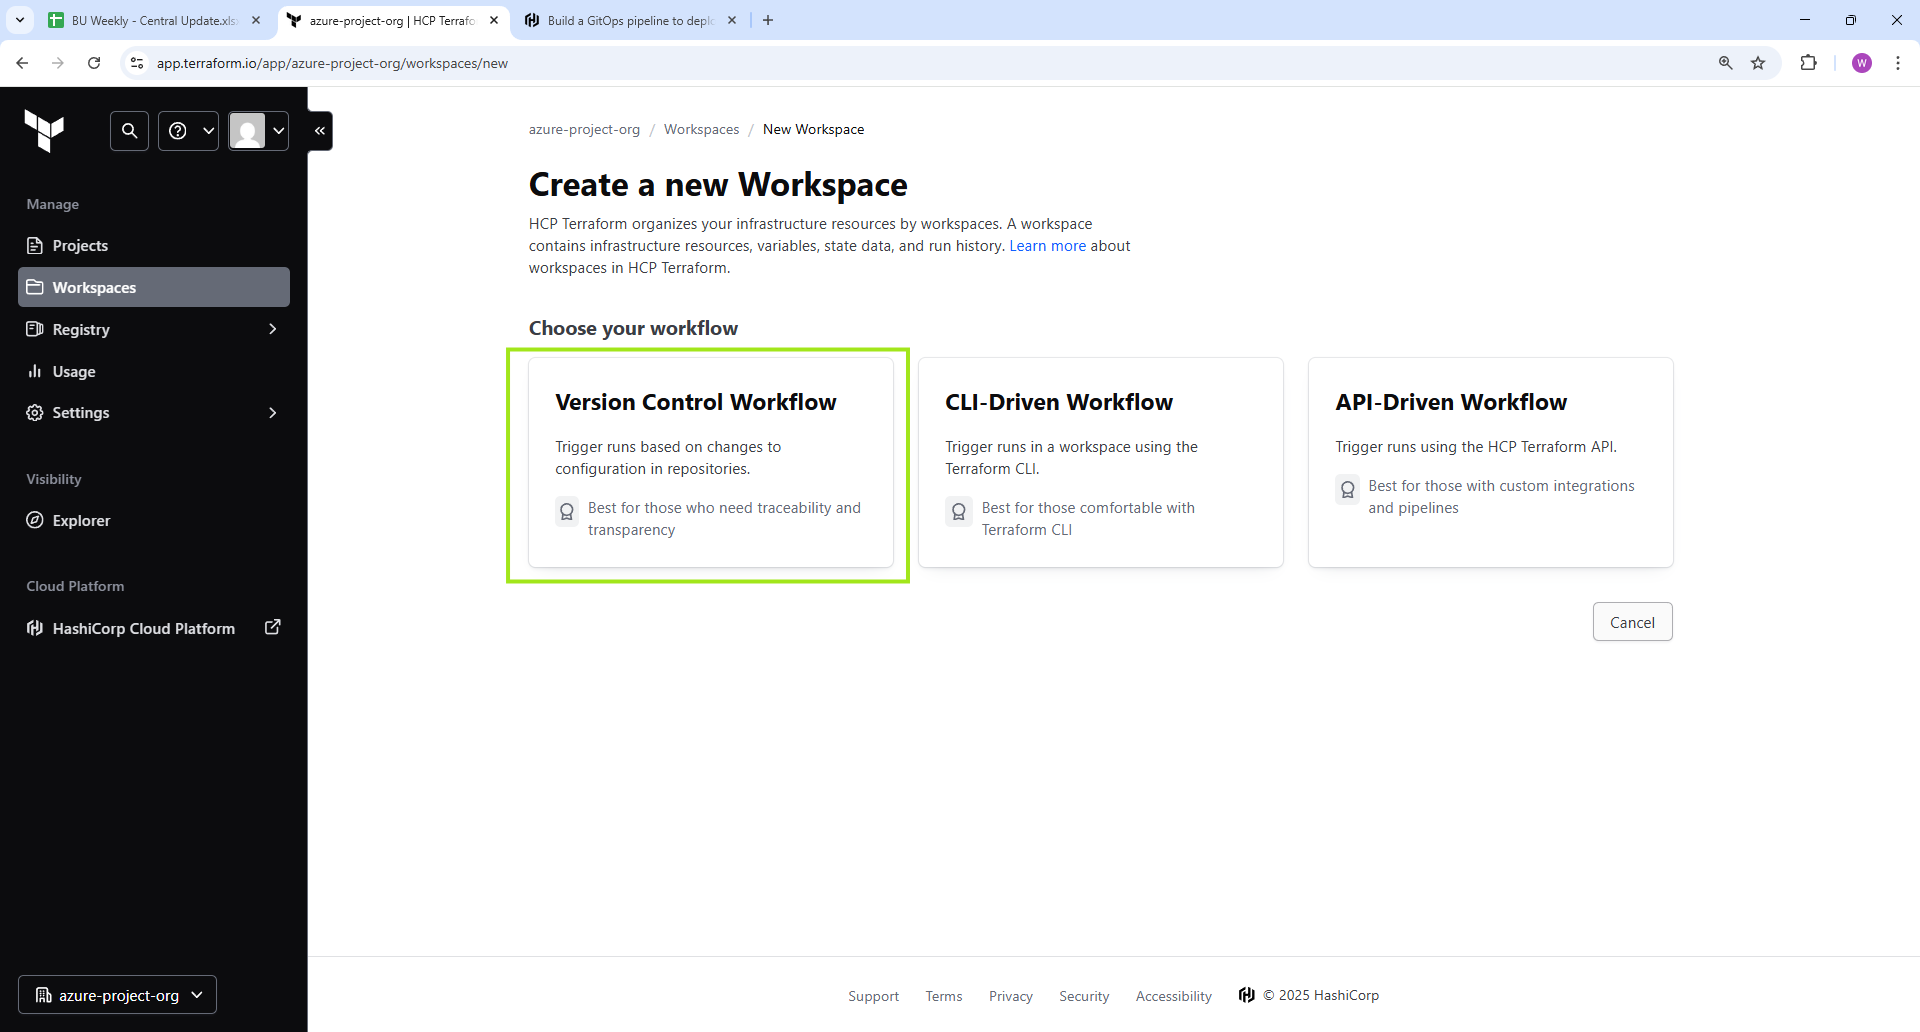 BU Weekly - Central Update.xls
azure-project-org | HCP Terrafo
Build a GitOps pipeline to depl
app.terraform.io/app/azure-project-org/workspaces/new
W
Manage
Projects
Workspaces
Registry
Usage
Settings
Visibility
Explorer
Cloud Platform
HashiCorp Cloud Platform
azure-project-org
azure-project-org / Workspaces / New Workspace
Create a new Workspace
HCP Terraform organizes your infrastructure resources by workspaces. A workspace
contains infrastructure resources, variables, state data, and run history. Learn more about
workspaces in HCP Terraform.
Choose your workflow
Version Control Workflow
Trigger runs based on changes to
configuration in repositories.
Best for those who need traceability and
transparency
CLI-Driven Workflow
Trigger runs in a workspace using the
Terraform CLI.
Best for those comfortable with
Terraform CLI
API-Driven Workflow
Trigger runs using the HCP Terraform API.
Best for those with custom integrations
and pipelines
Cancel
Support Terms Privacy Security Accessibility © 2025 HashiCorp